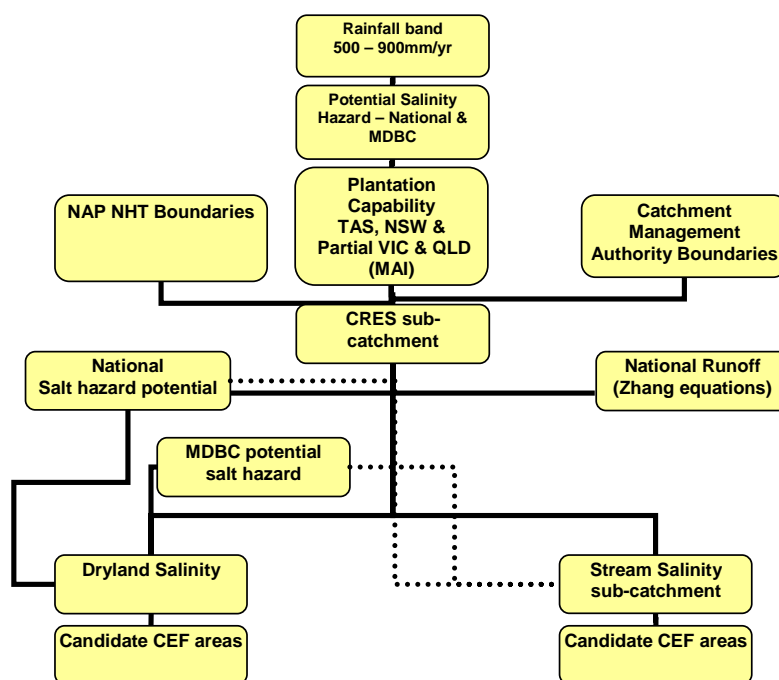 Rainfall band
500 – 900mm/yr
Potential Salinity
Hazard – National &
MDBC
Plantation
Capability
TAS, NSW &
Partial VIC & QLD
(MAI)
NAP NHT Boundaries
Catchment
Management
Authority Boundaries
CRES sub-
catchment
National
Salt hazard potential
National Runoff
(Zhang equations)
MDBC potential
salt hazard
Dryland Salinity
Stream Salinity
sub-catchment
Candidate CEF areas
Candidate CEF areas